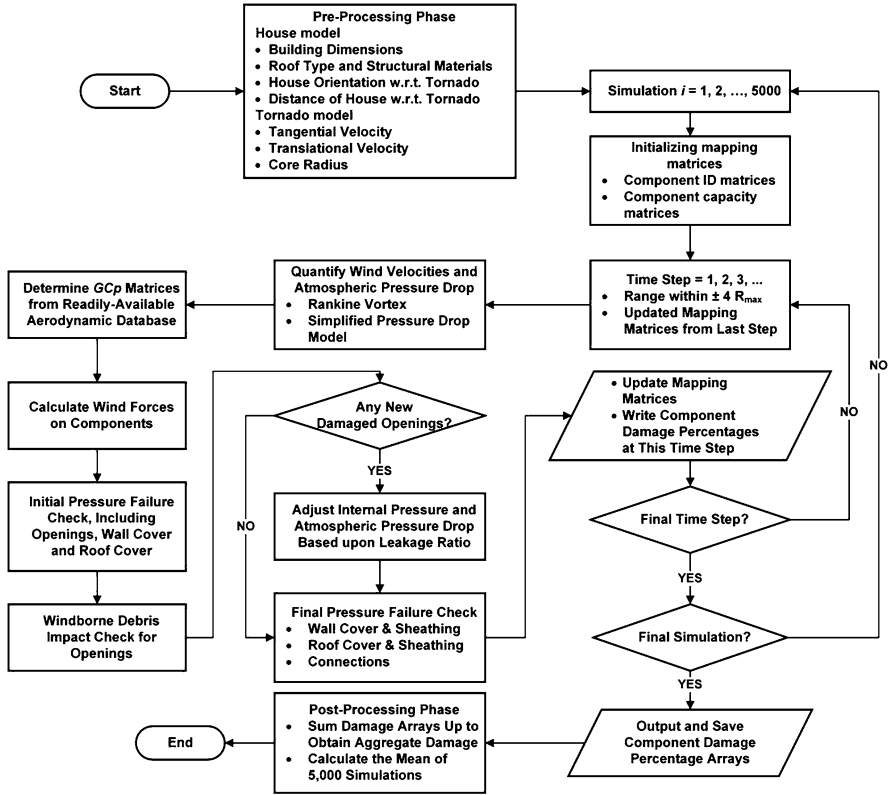 Start
Pre-Processing Phase
House model
• Building Dimensions
• Roof Type and Structural Materials
• House Orientation w.r.t. Tornado
• Distance of House w.r.t. Tornado
Tornado model
• Tangential Velocity
• Translational Velocity
• Core Radius
Simulation i = 1, 2, …, 5000
Initializing mapping
matrices
• Component ID matrices
• Component capacity
matrices
Time Step = 1, 2, 3, ...
• Range within ± 4 Rmax
• Updated Mapping
Matrices from Last Step
Quantify Wind Velocities and
Atmospheric Pressure Drop
• Rankine Vortex
• Simplified Pressure Drop
Model
Determine GCp Matrices
from Readily-Available
Aerodynamic Database
Calculate Wind Forces
on Components
Initial Pressure Failure
Check, Including
Openings, Wall Cover
and Roof Cover
Windborne Debris
Impact Check for
Openings
Any New
Damaged Openings?
YES
NO
Adjust Internal Pressure and
Atmospheric Pressure Drop
Based upon Leakage Ratio
Final Pressure Failure Check
• Wall Cover & Sheathing
• Roof Cover & Sheathing
• Connections
• Update Mapping
Matrices
• Write Component
Damage Percentages
at This Time Step
Final Time Step?
NO
YES
Final Simulation?
NO
YES
Output and Save
Component Damage
Percentage Arrays
Post-Processing Phase
• Sum Damage Arrays Up to
Obtain Aggregate Damage
• Calculate the Mean of
5,000 Simulations
End